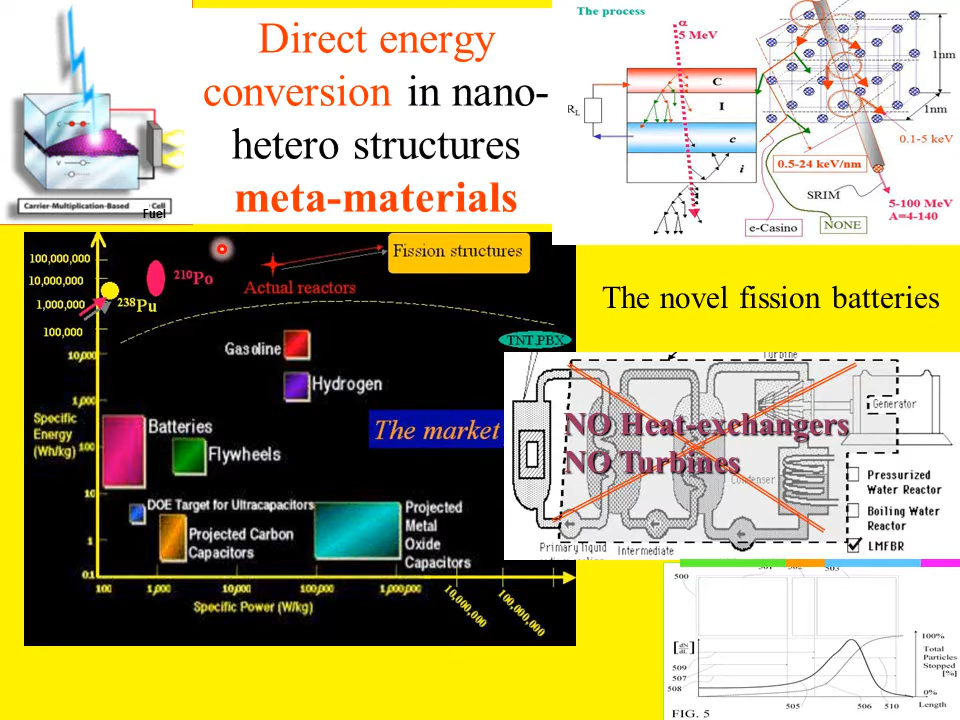 Direct energy
conversion in nano-
hetero structures
meta-materials
Carrier-Multiplication-Based Cell
Fuel
The process
α
5 MeV
C
I
c
i
R_L
1nm
1nm
0.1-5 keV
0.5-24 keV/nm
SRIM
5-100 MeV
A=4-140
e-Casino
NONE
100,000,000
10,000,000
1,000,000
100,000
10,000
1,000
100
10
1
0.1
Specific
Energy
(Wh/kg)
210Po
238Pu
Actual reactors
Fission structures
TNT.PBX
Gasoline
Hydrogen
The market
Batteries
Flywheels
DOE Target for Ultracapacitors
Projected Carbon
Capacitors
Projected
Metal
Oxide
Capacitors
100
1,000
10,000
100,000
1,000,000
10,000,000
100,000,000
Specific Power (W/kg)
The novel fission batteries
Turbine
Generator
NO Heat-exchangers
NO Turbines
Condenser
Pressurized
Water Reactor
Boiling Water
Reactor
LMFBR
Primary liquid
Intermediate
500
501
502
503
100%
Total
Particles
Stopped
[%]
0%
Length
509
507
508
505
506
510
FIG. 5